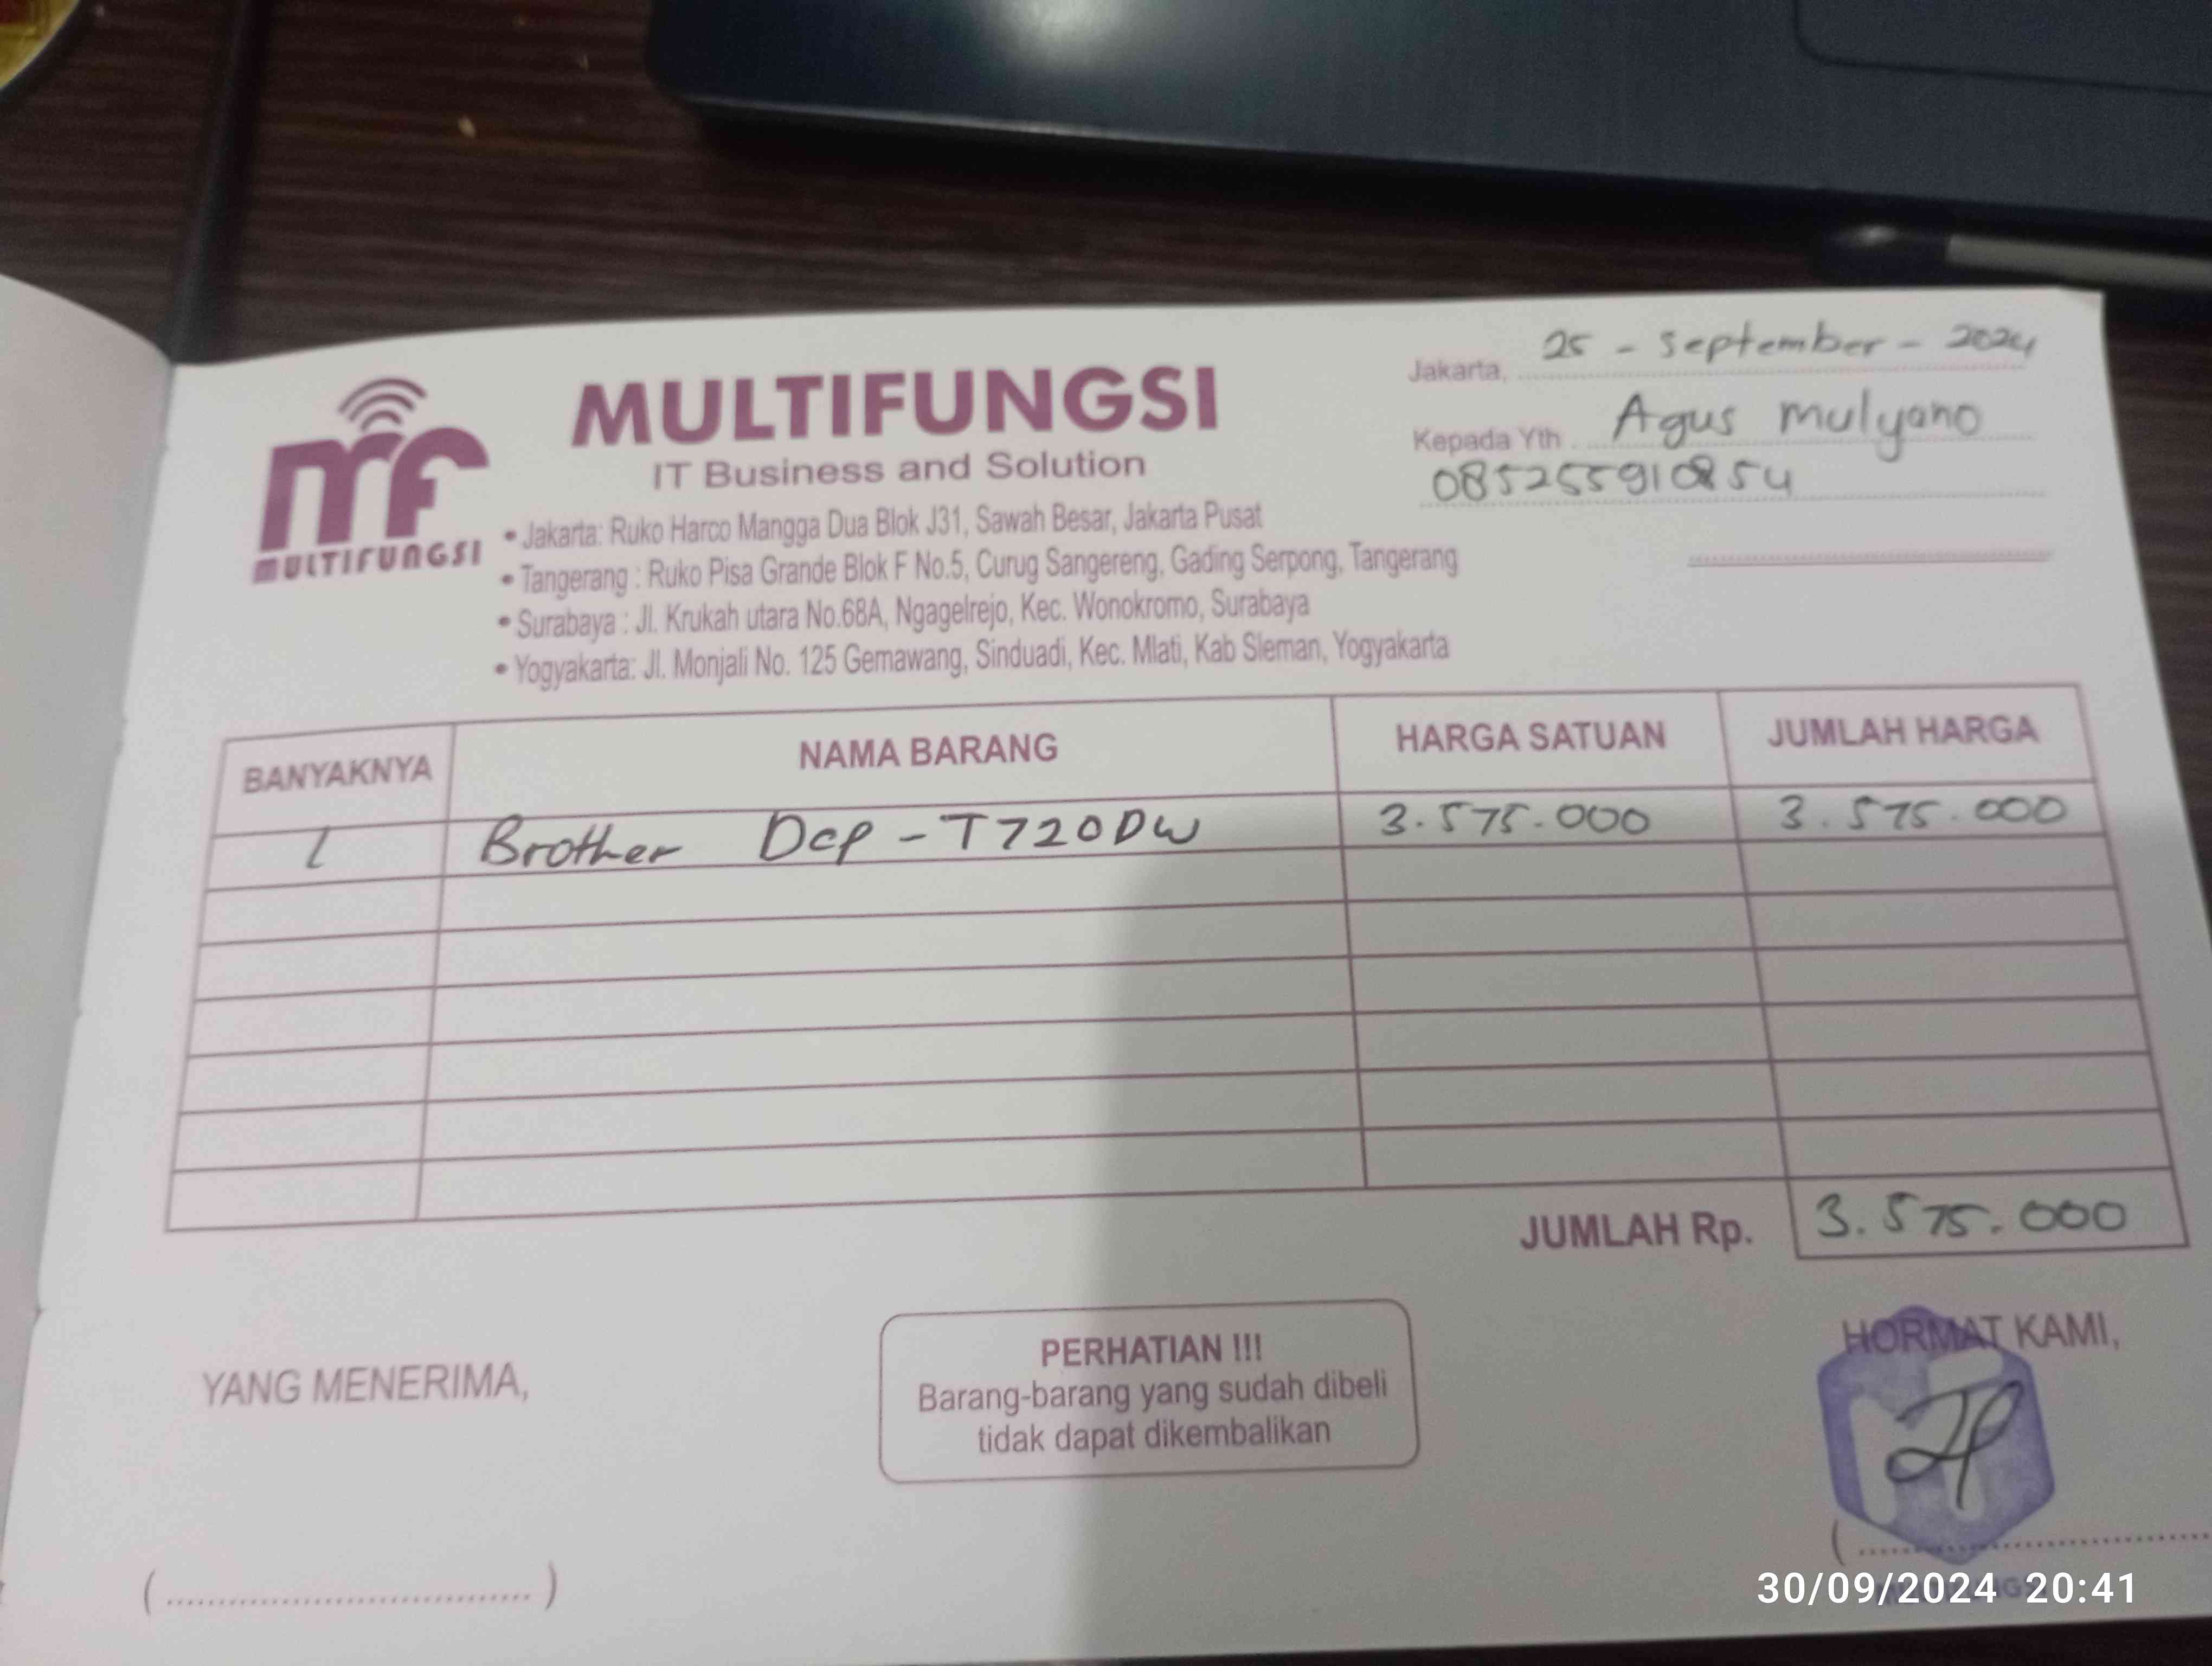 MULTIFUNGSI
IT Business and Solution
mf
MULTIFUNGSI
• Jakarta: Ruko Harco Mangga Dua Blok J31, Sawah Besar, Jakarta Pusat
• Tangerang : Ruko Pisa Grande Blok F No.5, Curug Sangereng, Gading Serpong, Tangerang
• Surabaya : Jl. Krukah utara No.68A, Ngagelrejo, Kec. Wonokromo, Surabaya
• Yogyakarta: Jl. Monjali No. 125 Gemawang, Sinduadi, Kec. Mlati, Kab Sleman, Yogyakarta
Jakarta, 25 - September - 2024
Kepada Yth . Agus mulyono
085255910854
BANYAKNYA NAMA BARANG HARGA SATUAN JUMLAH HARGA
1 Brother Dcp - T720DW 3.575.000 3.575.000
JUMLAH Rp. 3.575.000
YANG MENERIMA,
PERHATIAN !!!
Barang-barang yang sudah dibeli
tidak dapat dikembalikan
HORMAT KAMI,
30/09/2024 20:41